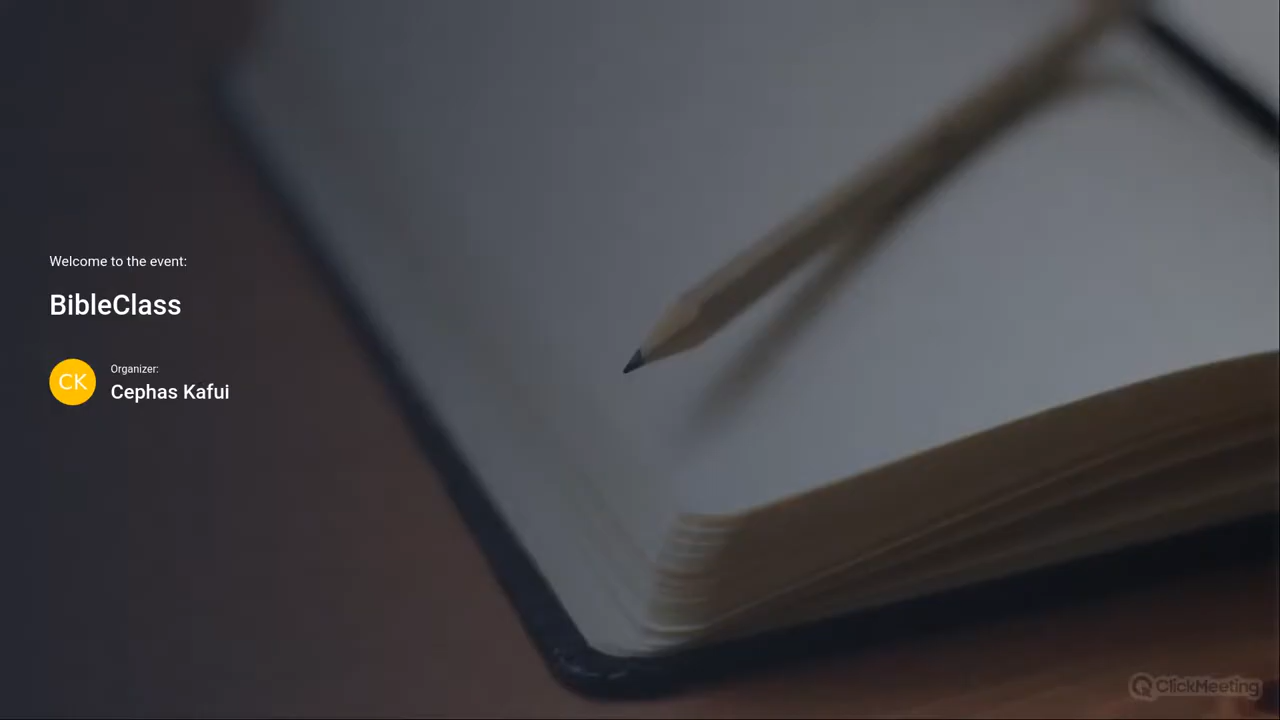 Welcome to the event:
BibleClass
CK
Organizer:
Cephas Kafui
ClickMeeting